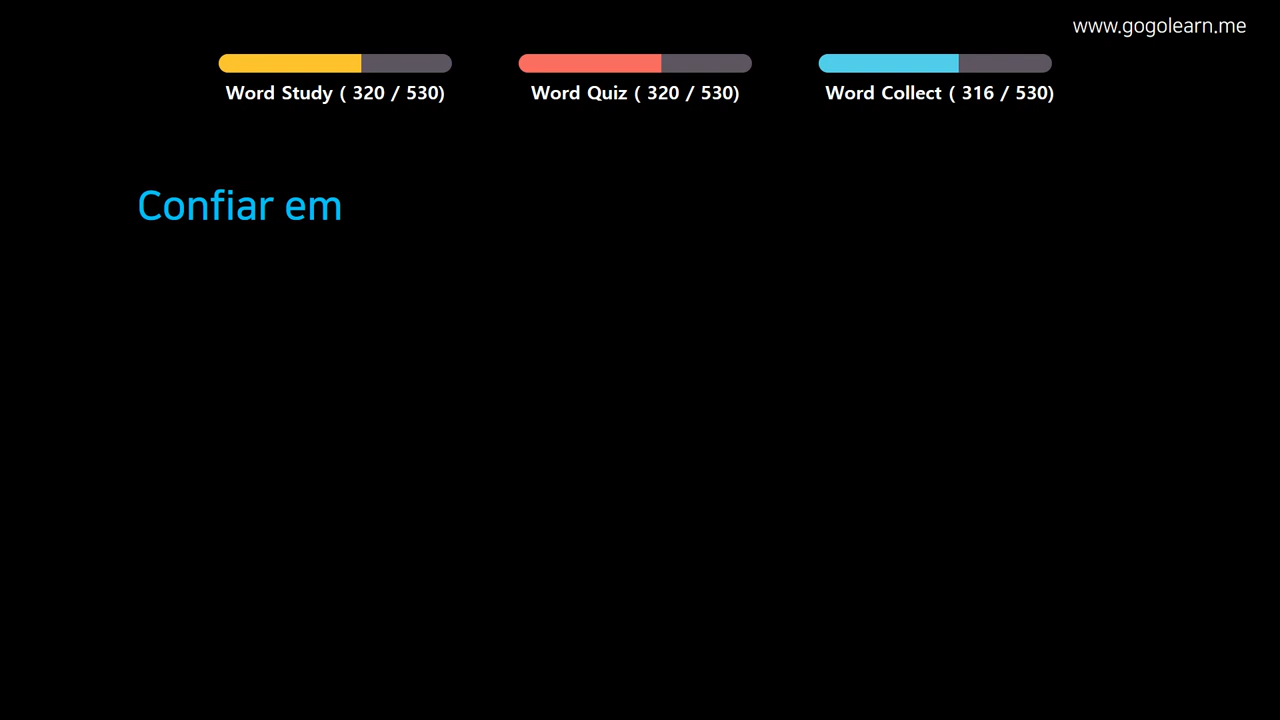 www.gogolearn.me
Word Study ( 320 / 530)
Word Quiz ( 320 / 530)
Word Collect ( 316 / 530)
Confiar em